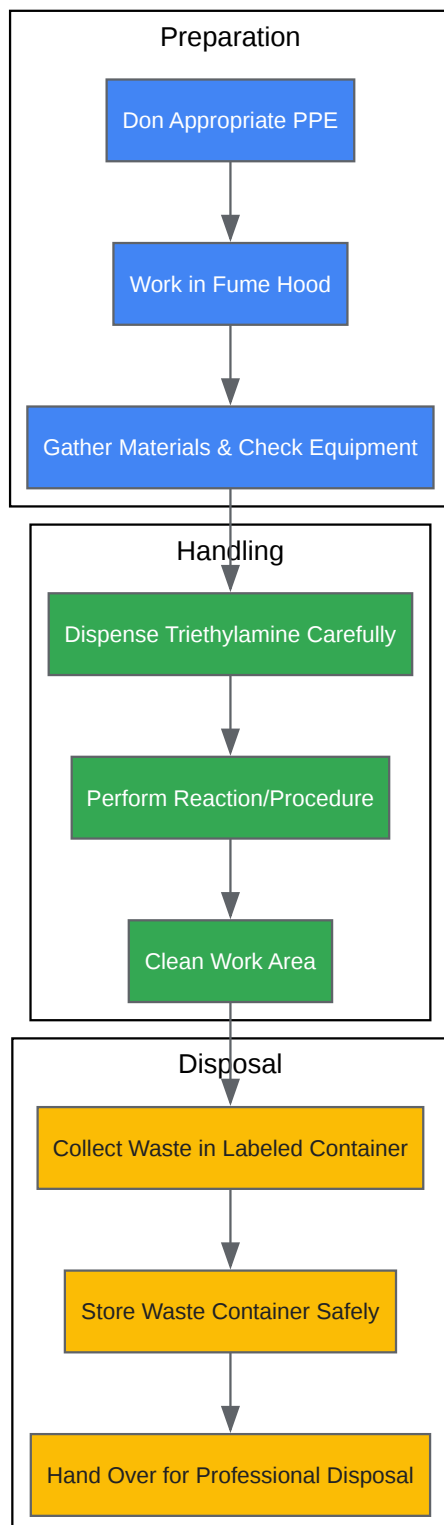 Preparation
Don Appropriate PPE
Work in Fume Hood
Gather Materials & Check Equipment
Handling
Dispense Triethylamine Carefully
Perform Reaction/Procedure
Clean Work Area
Disposal
Collect Waste in Labeled Container
Store Waste Container Safely
Hand Over for Professional Disposal